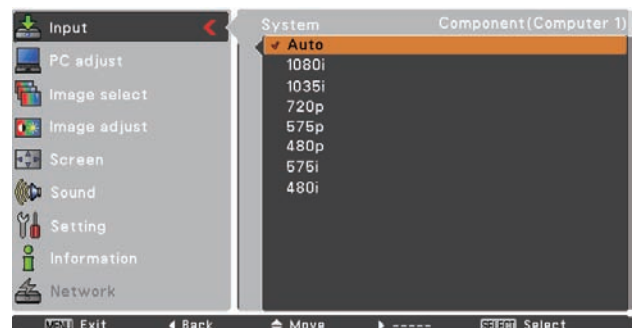 Input
PC adjust
Image select
Image adjust
Screen
Sound
Setting
Information
Network
System Component(Computer 1)
Auto
1080i
1035i
720p
575p
480p
575i
480i
MENU Exit Back Move ----- SELECT Select